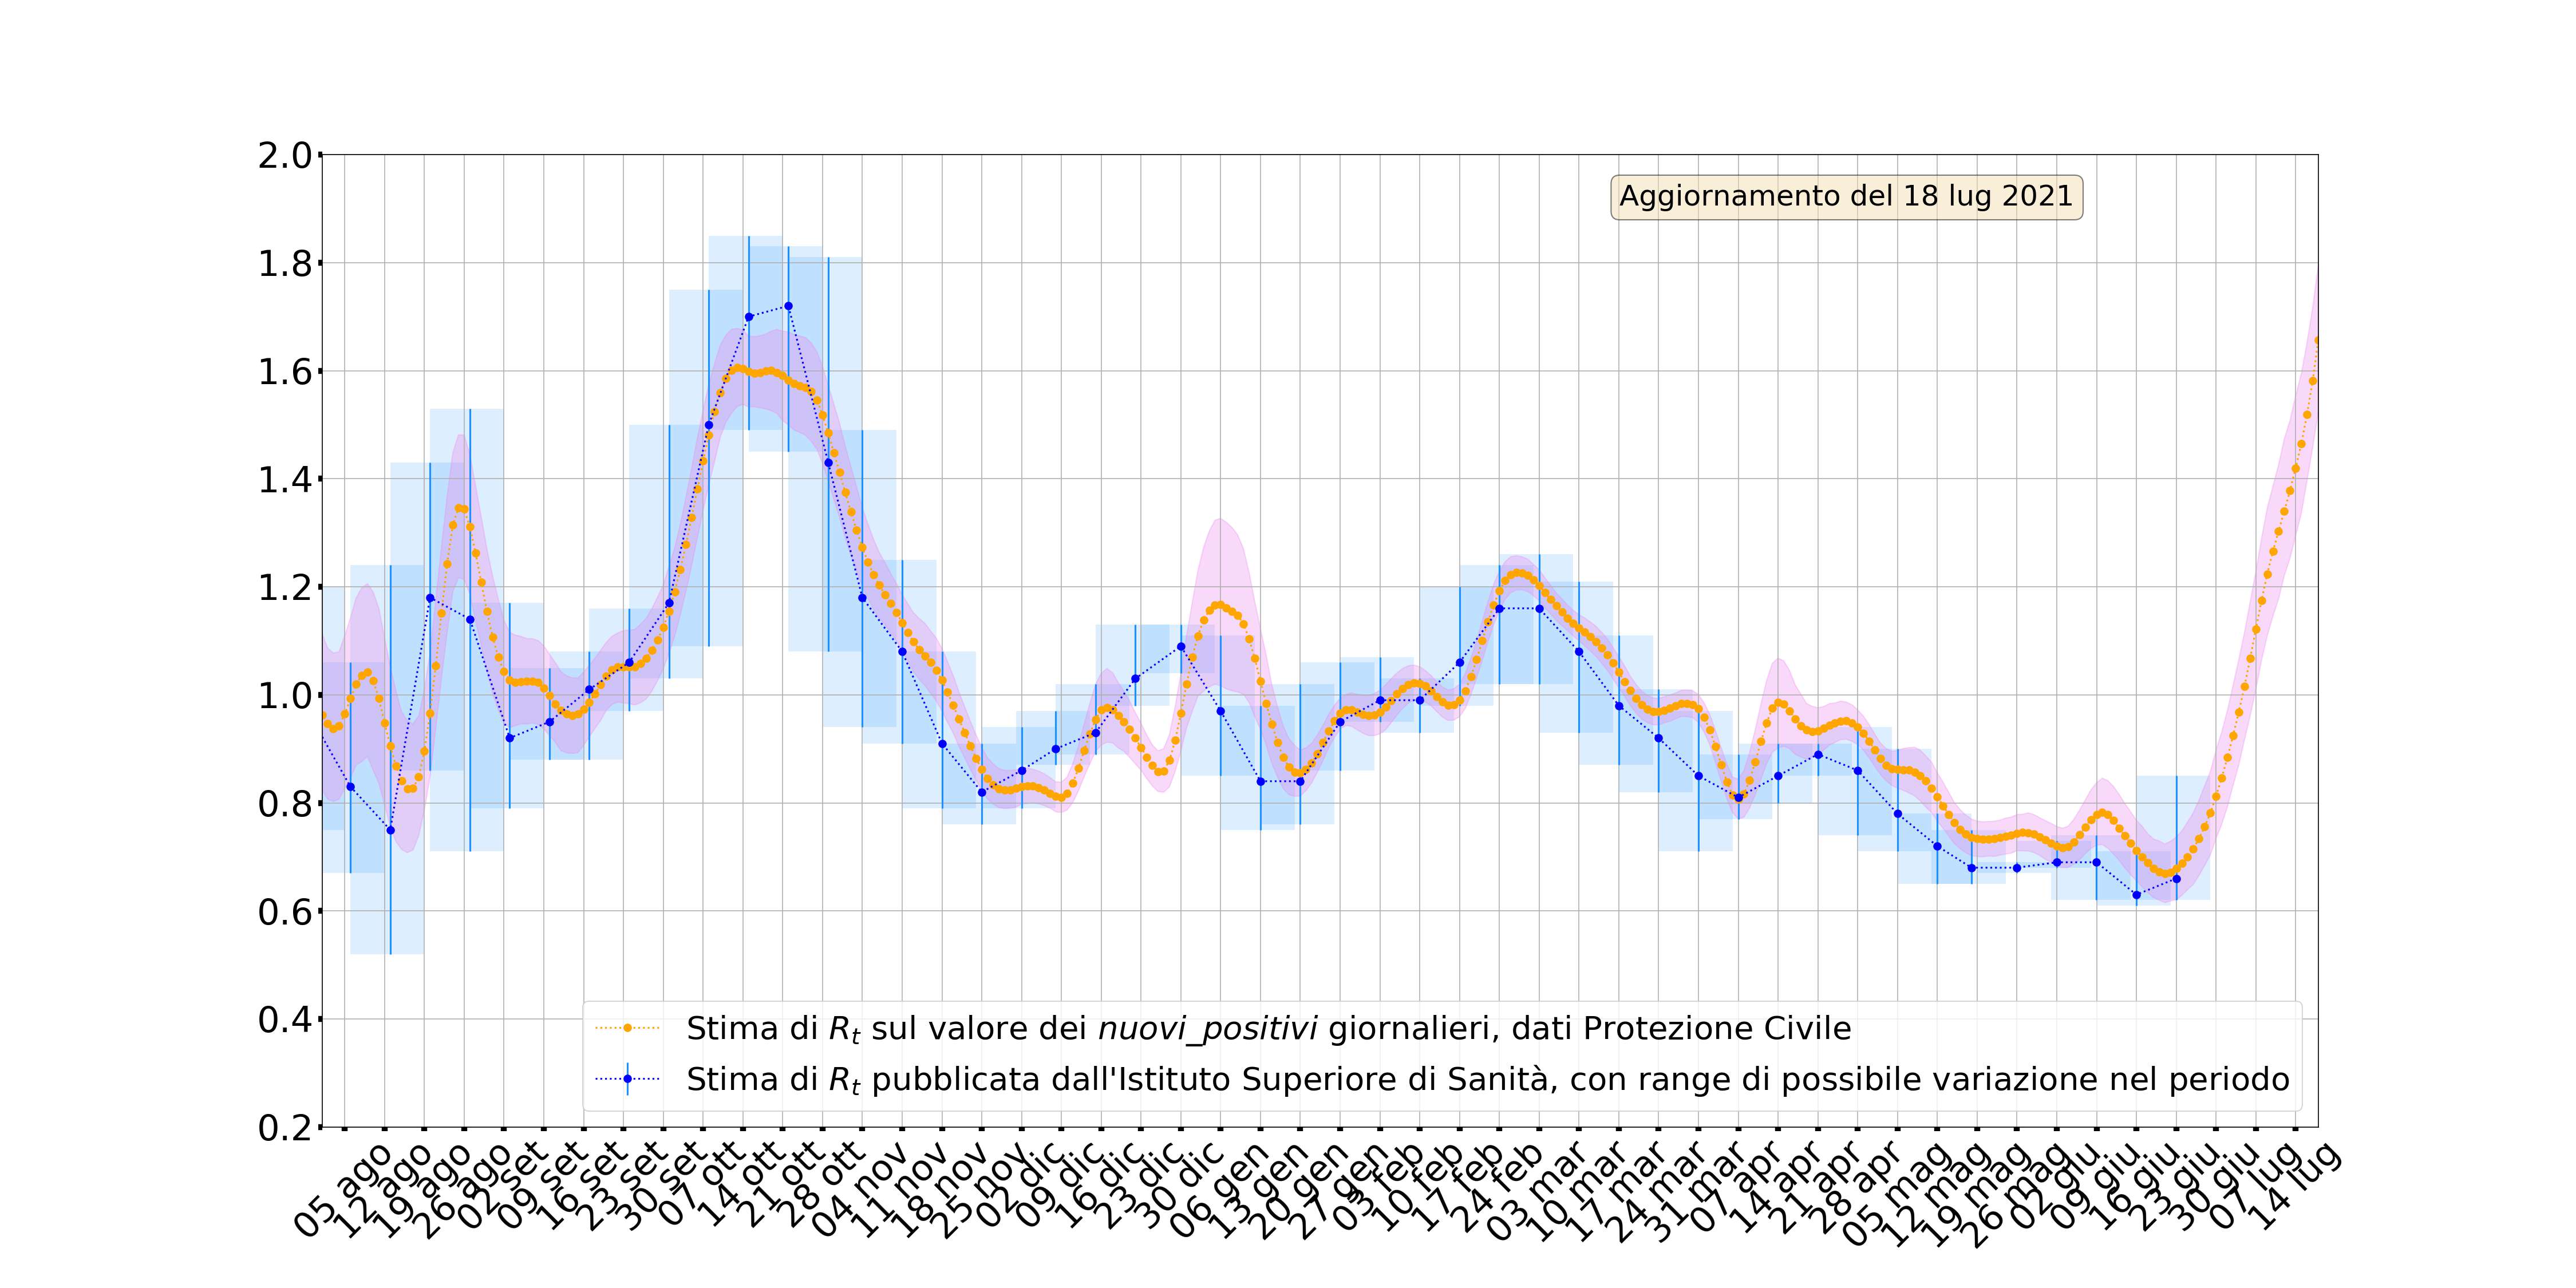 2.0
1.8
1.6
1.4
1.2
1.0
0.8
0.6
0.4
0.2
Aggiornamento del 18 lug 2021
Stima di Rt sul valore dei nuovi_positivi giornalieri, dati Protezione Civile
Stima di Rt pubblicata dall'Istituto Superiore di Sanità, con range di possibile variazione nel periodo
05 ago
12 ago
19 ago
26 ago
02 set
09 set
16 set
23 set
30 set
07 ott
14 ott
21 ott
28 ott
04 nov
11 nov
18 nov
25 nov
02 dic
09 dic
16 dic
23 dic
30 dic
06 gen
13 gen
20 gen
27 gen
03 feb
10 feb
17 feb
24 feb
03 mar
10 mar
17 mar
24 mar
31 mar
07 apr
14 apr
21 apr
28 apr
05 mag
12 mag
19 mag
26 mag
02 giu
09 giu
16 giu
23 giu
30 giu
07 lug
14 lug